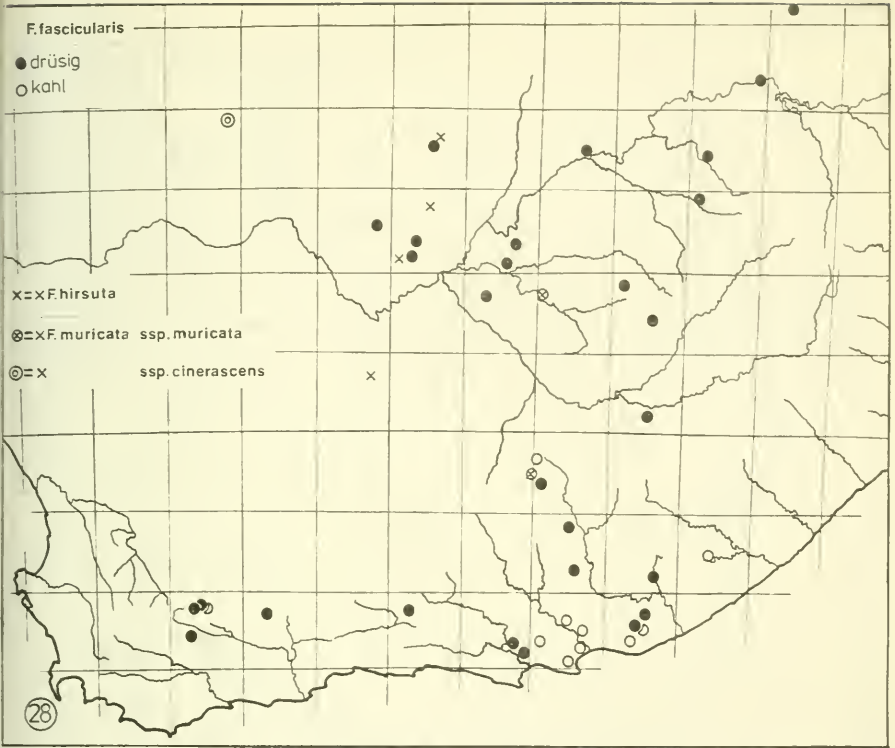 F. fascicularis
● drüsig
○ kahl
×=×F. hirsuta
⊗=×F. muricata ssp. muricata
◎=× ssp. cinerascens
28